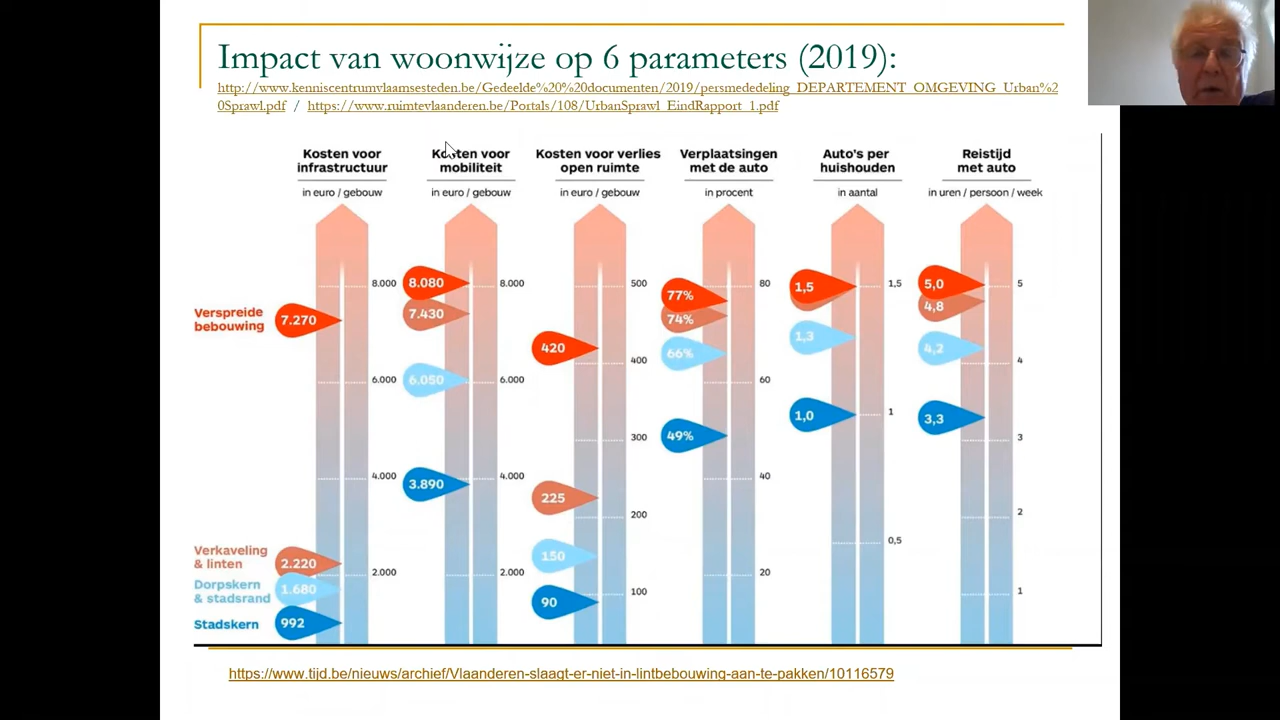 Impact van woonwijze op 6 parameters (2019):
http://www.kenniscentrumvlaamsesteden.be/Gedeelde%20%20documenten/2019/persmededeling_DEPARTEMENT_OMGEVING_Urban%2
0Sprawl.pdf / https://www.ruimtevlaanderen.be/Portals/108/UrbanSprawl_EindRapport_1.pdf
Kosten voor infrastructuur
in euro / gebouw
Kosten voor mobiliteit
in euro / gebouw
Kosten voor verlies open ruimte
in euro / gebouw
Verplaatsingen met de auto
in procent
Auto's per huishouden
in aantal
Reistijd met auto
in uren / persoon / week
Verspreide bebouwing
Verkaveling & linten
Dorpskern & stadsrand
Stadskern
7.270
2.220
1.680
992
8.000
6.000
4.000
2.000
8.080
7.430
6.050
3.890
8.000
6.000
4.000
2.000
420
225
150
90
500
400
300
200
100
77%
74%
66%
49%
80
60
40
20
1,5
1,3
1,0
1,5
1
0,5
5,0
4,8
4,2
3,3
5
4
3
2
1
https://www.tijd.be/nieuws/archief/Vlaanderen-slaagt-er-niet-in-lintbebouwing-aan-te-pakken/10116579